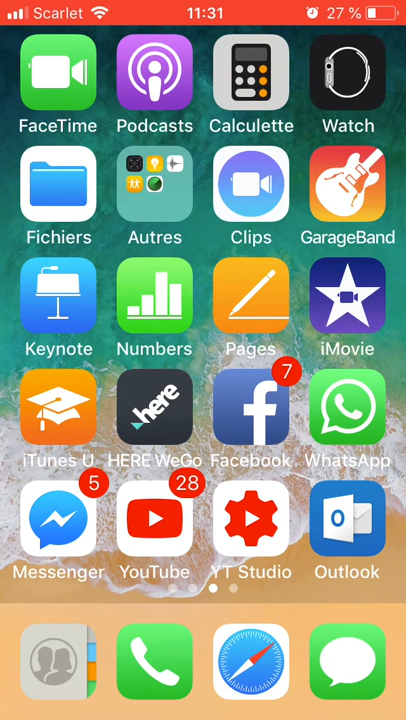 Scarlet 11:31 27 %
FaceTime Podcasts Calculette Watch
Fichiers Autres Clips GarageBand
Keynote Numbers Pages iMovie
here 7
iTunes U HERE WeGo Facebook WhatsApp
5 28 O
Messenger YouTube YT Studio Outlook